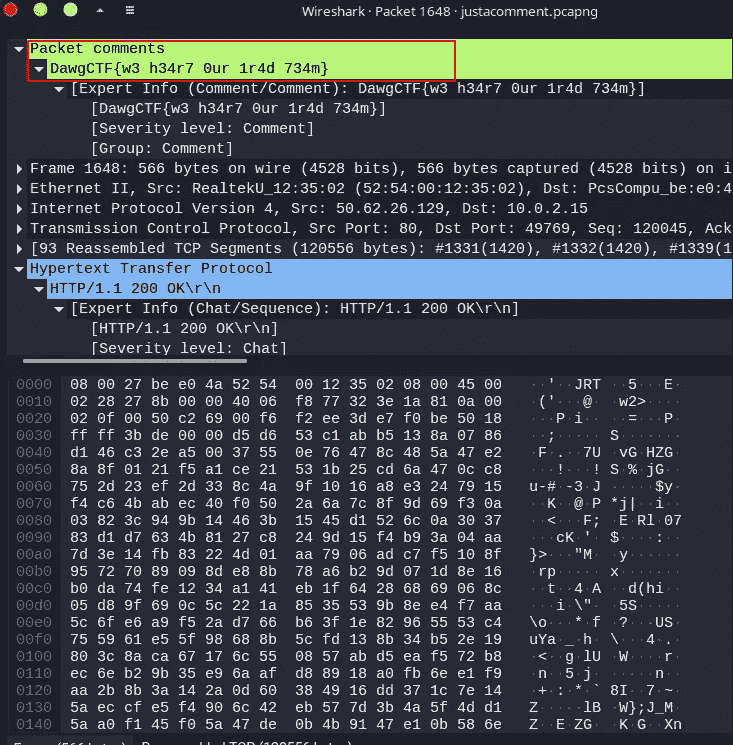 Wireshark · Packet 1648 · justacomment.pcapng
Packet comments
DawgCTF{w3 h34r7 0ur 1r4d 734m}
[Expert Info (Comment/Comment): DawgCTF{w3 h34r7 0ur 1r4d 734m}]
[DawgCTF{w3 h34r7 0ur 1r4d 734m}]
[Severity level: Comment]
[Group: Comment]
Frame 1648: 566 bytes on wire (4528 bits), 566 bytes captured (4528 bits) on i
Ethernet II, Src: RealtekU_12:35:02 (52:54:00:12:35:02), Dst: PcsCompu_be:e0:4
Internet Protocol Version 4, Src: 50.62.26.129, Dst: 10.0.2.15
Transmission Control Protocol, Src Port: 80, Dst Port: 49769, Seq: 120045, Ack
[93 Reassembled TCP Segments (120556 bytes): #1331(1420), #1332(1420), #1339(1
Hypertext Transfer Protocol
HTTP/1.1 200 OK\r\n
[Expert Info (Chat/Sequence): HTTP/1.1 200 OK\r\n]
[HTTP/1.1 200 OK\r\n]
[Severity level: Chat]
0000 08 00 27 be e0 4a 52 54 00 12 35 02 08 00 45 00 ··'··JRT··5···E·
0010 02 28 27 8b 00 00 40 06 f8 77 32 3e 1a 81 0a 00 ·('···@··w2>····
0020 02 0f 00 50 c2 69 00 f6 f2 ee 3d e7 f0 be 50 18 ···P·i····=···P·
0030 ff ff 3b de 00 00 d5 d6 53 c1 ab b5 13 8a 07 86 ··;·····S·······
0040 d1 46 c3 2e a5 00 37 55 0e 76 47 8c 48 5a 47 e2 ·F·.··7U·vG·HZG·
0050 8a 8f 01 21 f5 a1 ce 21 53 1b 25 cd 6a 47 0c c8 ···!···!S·%·jG··
0060 75 2d 23 ef 2d 33 8c 4a 9f 10 16 a8 e3 24 79 15 u-#·-3·J·····$y·
0070 f4 c6 4b ab ec 40 f0 50 2a 6a 7c 8f 9d 69 f3 0a ··K··@·P*j|··i··
0080 03 82 3c 94 9b 14 46 3b 15 45 d1 52 6c 0a 30 37 ··<···F;·E·Rl·07
0090 83 d1 d7 63 4b 81 27 c8 24 9d 15 f4 b9 3a 04 aa ···cK·'·$····:··
00a0 7d 3e 14 fb 83 22 4d 01 aa 79 06 ad c7 f5 10 8f }>···"M··y······
00b0 95 72 70 89 09 8d e8 8b 78 a6 b2 9d 07 1d 8e 16 ·rp·····x·······
00c0 b0 da 74 fe 12 34 a1 41 eb 1f 64 28 68 69 06 8c ··t··4·A··d(hi··
00d0 05 d8 9f 69 0c 5c 22 1a 85 35 53 9b 8e e4 f7 aa ···i·\"··5S·····
00e0 5c 6f e6 a9 f5 2a d7 66 b6 3f 1e 82 96 55 53 c4 \o···*·f·?···US·
00f0 75 59 61 e5 5f 98 68 8b 5c fd 13 8b 34 b5 2e 19 uYa·_·h·\···4·.·
0100 80 3c 8a ca 67 17 6c 55 08 57 ab d5 ea f5 72 b8 ·<··g·lU·W····r·
0110 ec 6e b2 9b 35 e9 6a af d8 89 18 a0 fb 6e e1 f9 ·n··5·j······n··
0120 aa 2b 8b 3a 14 2a 0d 60 38 49 16 dd 37 1c 7e 14 ·+·:·*·`8I··7·~·
0130 5a ec cf e5 f4 90 6c 42 eb 57 7d 3b 4a 5f 4d d1 Z·····lB·W};J_M·
0140 5a a0 f1 45 f0 5a 47 de 0b 4b 91 47 e1 0b 58 6e Z··E·ZG··K·G··Xn